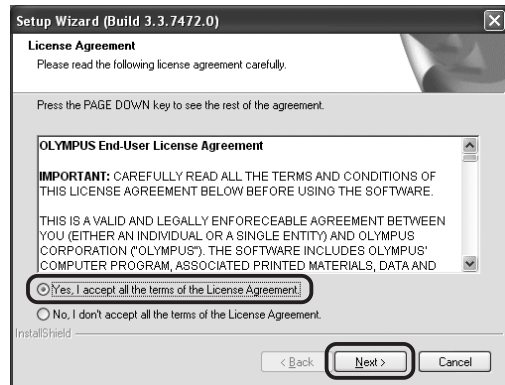 Setup Wizard (Build 3.3.7472.0)
License Agreement
Please read the following license agreement carefully.
Press the PAGE DOWN key to see the rest of the agreement.
OLYMPUS End-User License Agreement
IMPORTANT: CAREFULLY READ ALL THE TERMS AND CONDITIONS OF
THIS LICENSE AGREEMENT BELOW BEFORE USING THE SOFTWARE.
THIS IS A VALID AND LEGALLY ENFORECEABLE AGREEMENT BETWEEN
YOU (EITHER AN INDIVIDUAL OR A SINGLE ENTITY) AND OLYMPUS
CORPORATION ("OLYMPUS"). THE SOFTWARE INCLUDES OLYMPUS'
COMPUTER PROGRAM, ASSOCIATED PRINTED MATERIALS, DATA AND
Yes, I accept all the terms of the License Agreement.
No, I don't accept all the terms of the License Agreement.
InstallShield
< Back Next > Cancel